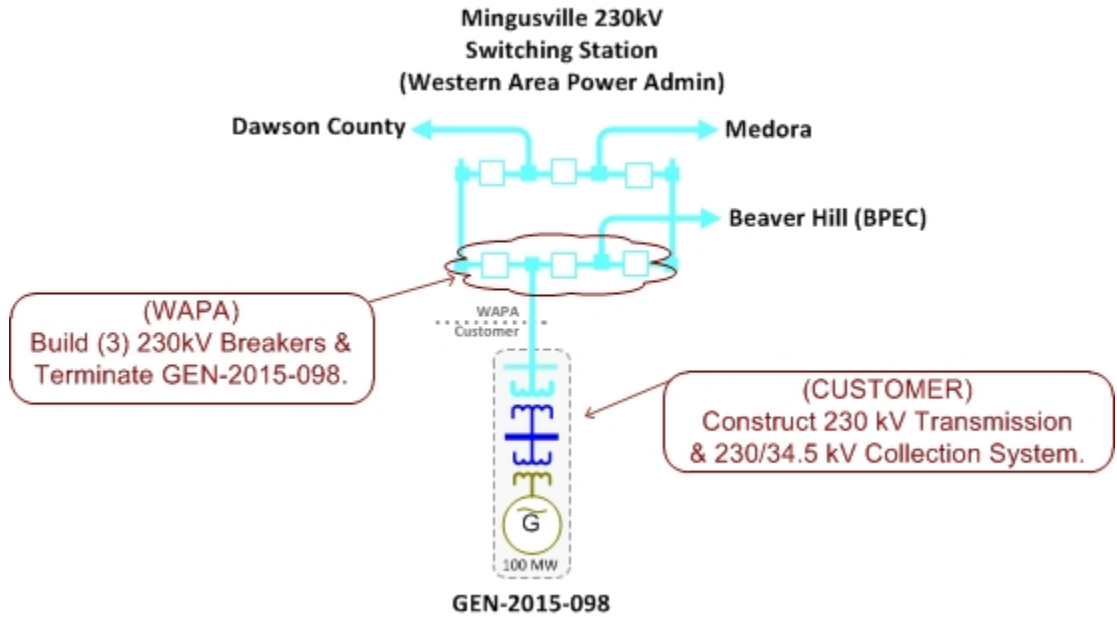 Mingusville 230kV
Switching Station
(Western Area Power Admin)
Dawson County
Medora
Beaver Hill (BPEC)
(WAPA)
Build (3) 230kV Breakers &
Terminate GEN-2015-098.
WAPA
Customer
(CUSTOMER)
Construct 230 kV Transmission
& 230/34.5 kV Collection System.
G
100 MW
GEN-2015-098